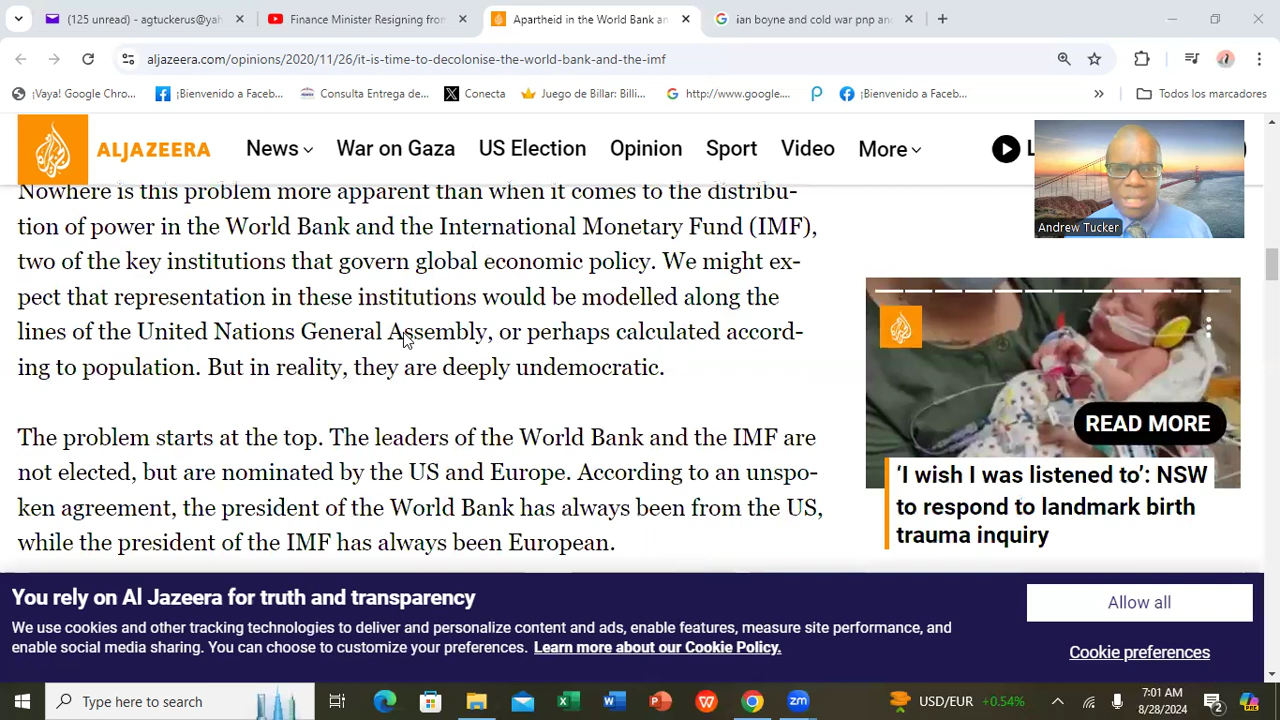 (125 unread) - agtuckerus@yah
Finance Minister Resigning from
Apartheid in the World Bank an
ian boyne and cold war pnp and
aljazeera.com/opinions/2020/11/26/it-is-time-to-decolonise-the-world-bank-and-the-imf
¡Vaya! Google Chro...
¡Bienvenido a Faceb...
Consulta Entrega de...
Conecta
Juego de Billar: Billi...
http://www.google....
¡Bienvenido a Faceb...
»
Todos los marcadores
ALJAZEERA
News
War on Gaza
US Election
Opinion
Sport
Video
More
Andrew Tucker
Nowhere is this problem more apparent than when it comes to the distribu-
tion of power in the World Bank and the International Monetary Fund (IMF),
two of the key institutions that govern global economic policy. We might ex-
pect that representation in these institutions would be modelled along the
lines of the United Nations General Assembly, or perhaps calculated accord-
ing to population. But in reality, they are deeply undemocratic.
The problem starts at the top. The leaders of the World Bank and the IMF are
not elected, but are nominated by the US and Europe. According to an unspo-
ken agreement, the president of the World Bank has always been from the US,
while the president of the IMF has always been European.
READ MORE
‘I wish I was listened to’: NSW
to respond to landmark birth
trauma inquiry
You rely on Al Jazeera for truth and transparency
We use cookies and other tracking technologies to deliver and personalize content and ads, enable features, measure site performance, and
enable social media sharing. You can choose to customize your preferences. Learn more about our Cookie Policy.
Allow all
Cookie preferences
Type here to search
USD/EUR +0.54%
7:01 AM
8/28/2024
2